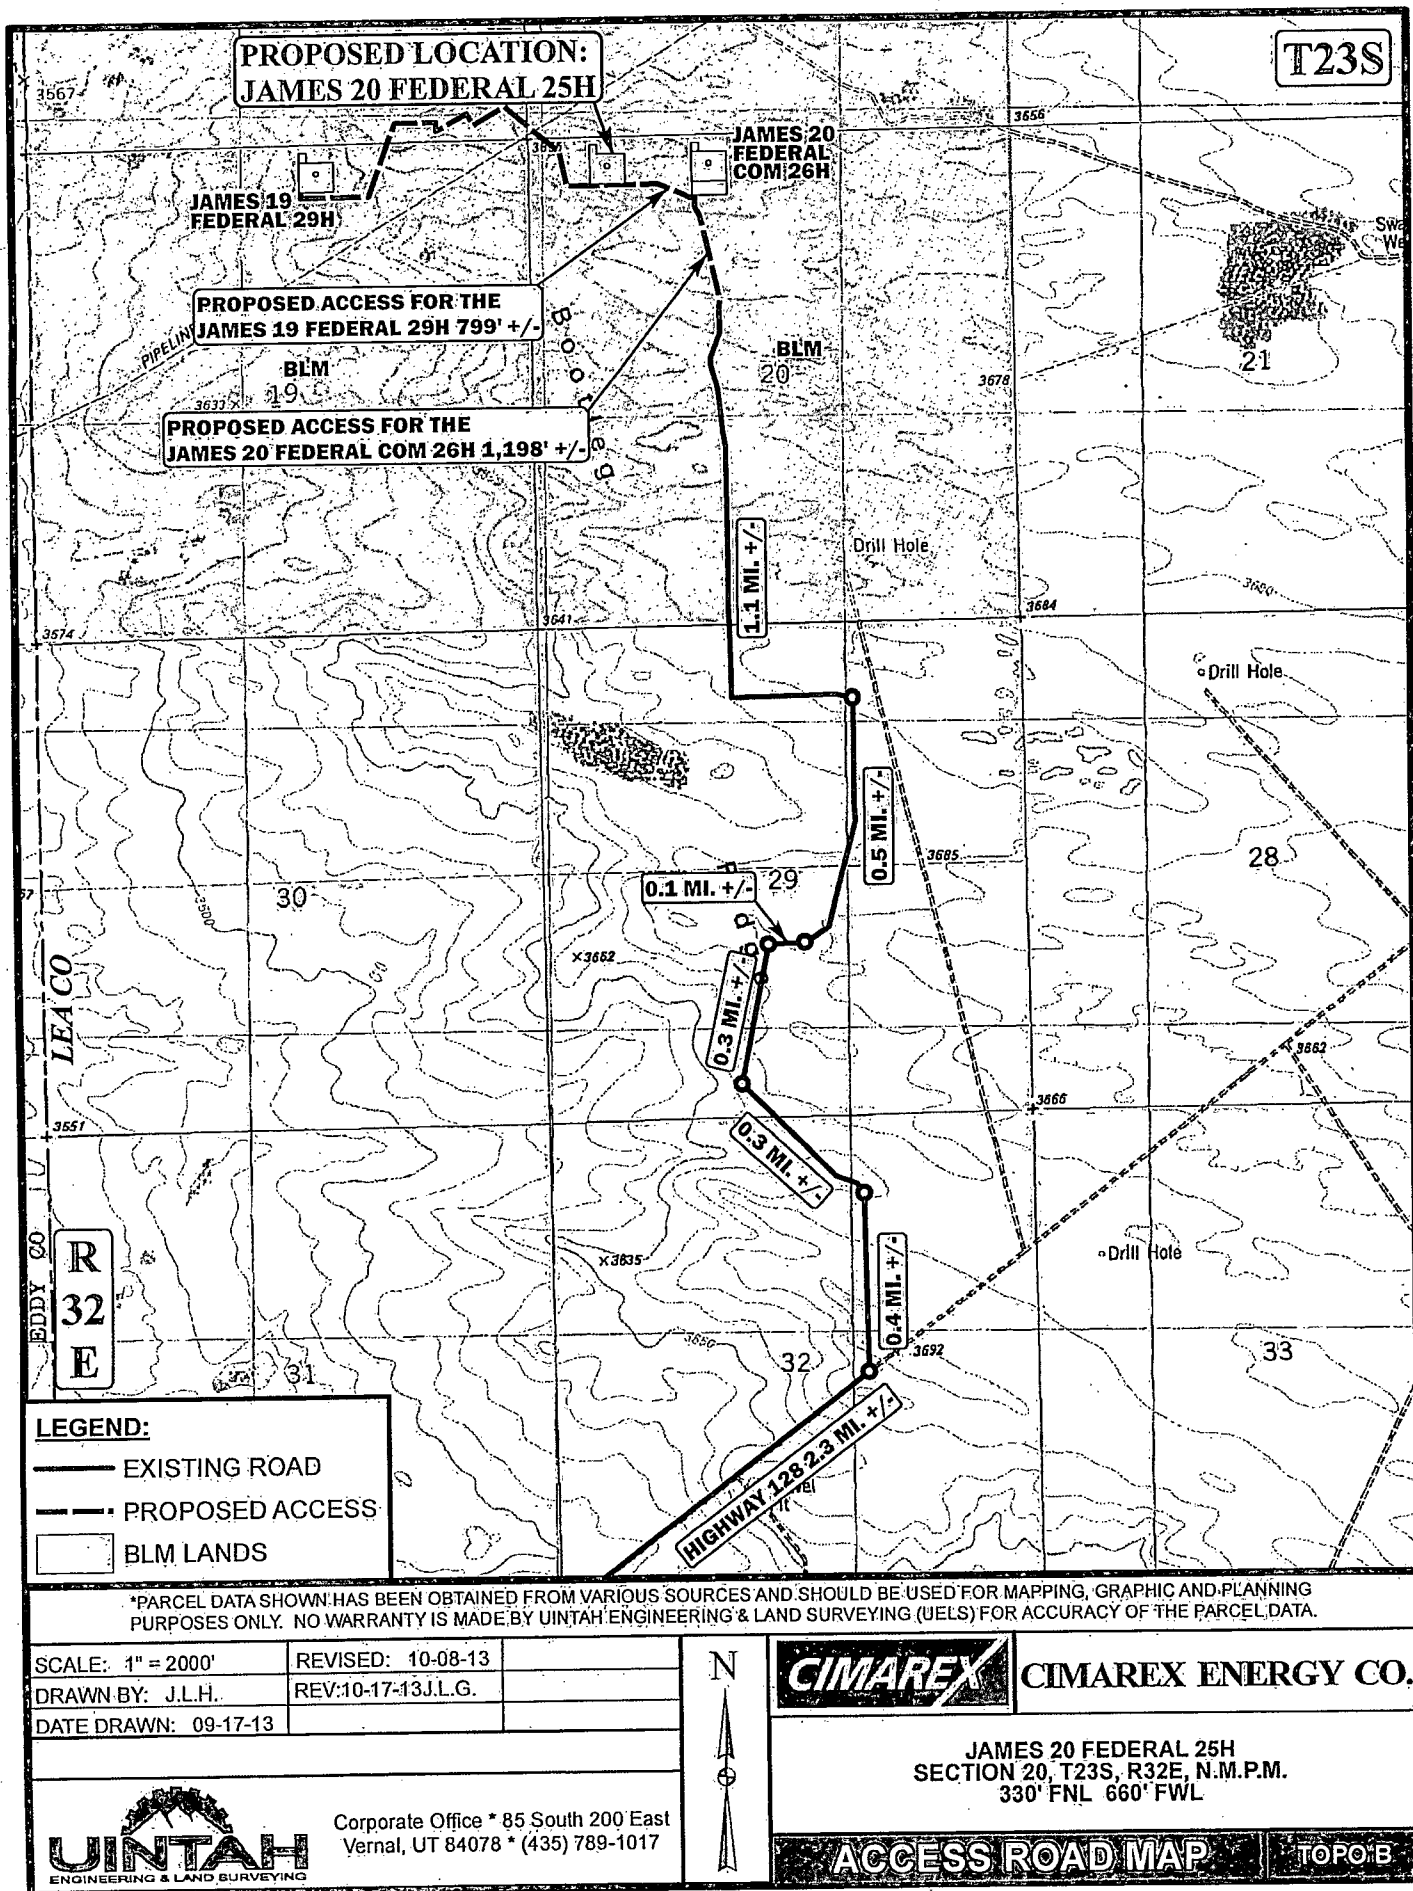 PROPOSED LOCATION:
JAMES 20 FEDERAL 25H
T23S
3567
3656
JAMES 20
FEDERAL
COM 26H
JAMES 19
FEDERAL 29H
PROPOSED ACCESS FOR THE
JAMES 19 FEDERAL 29H 799' +/-
PIPELINE
Bootleg
BLM
19
BLM
20
21
3678
3633
PROPOSED ACCESS FOR THE
JAMES 20 FEDERAL COM 26H 1,198' +/-
1.1 MI. +/-
Drill Hole
3680
3684
3574
3641
Drill Hole
0.5 MI. +/-
3685
28
0.1 MI. +/-
29
30
3500
3652
0.3 MI. +/-
LEA CO
3662
3666
3551
0.3 MI. +/-
Drill Hole
3635
EDDY CO
R
32
E
0.4 MI. +/-
3650
3692
31
32
33
HIGHWAY 128 2.3 MI. +/-
LEGEND:
EXISTING ROAD
PROPOSED ACCESS
BLM LANDS
*PARCEL DATA SHOWN HAS BEEN OBTAINED FROM VARIOUS SOURCES AND SHOULD BE USED FOR MAPPING, GRAPHIC AND PLANNING
PURPOSES ONLY. NO WARRANTY IS MADE BY UINTAH ENGINEERING & LAND SURVEYING (UELS) FOR ACCURACY OF THE PARCEL DATA.
SCALE: 1" = 2000'
REVISED: 10-08-13
DRAWN BY: J.L.H.
REV:10-17-13J.L.G.
DATE DRAWN: 09-17-13
N
CIMAREX
CIMAREX ENERGY CO.
JAMES 20 FEDERAL 25H
SECTION 20, T23S, R32E, N.M.P.M.
330' FNL 660' FWL
UINTAH
ENGINEERING & LAND SURVEYING
Corporate Office * 85 South 200 East
Vernal, UT 84078 * (435) 789-1017
ACCESS ROAD MAP
TOPO B